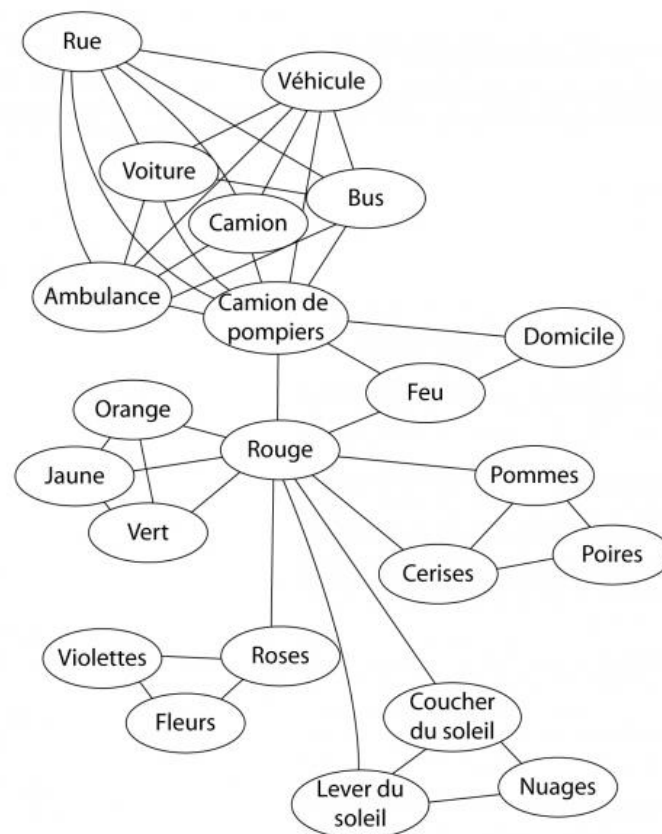 Rue
Véhicule
Voiture
Bus
Camion
Ambulance
Camion de
pompiers
Domicile
Feu
Orange
Rouge
Jaune
Pommes
Vert
Poires
Cerises
Violettes
Roses
Fleurs
Coucher
du soleil
Nuages
Lever du
soleil